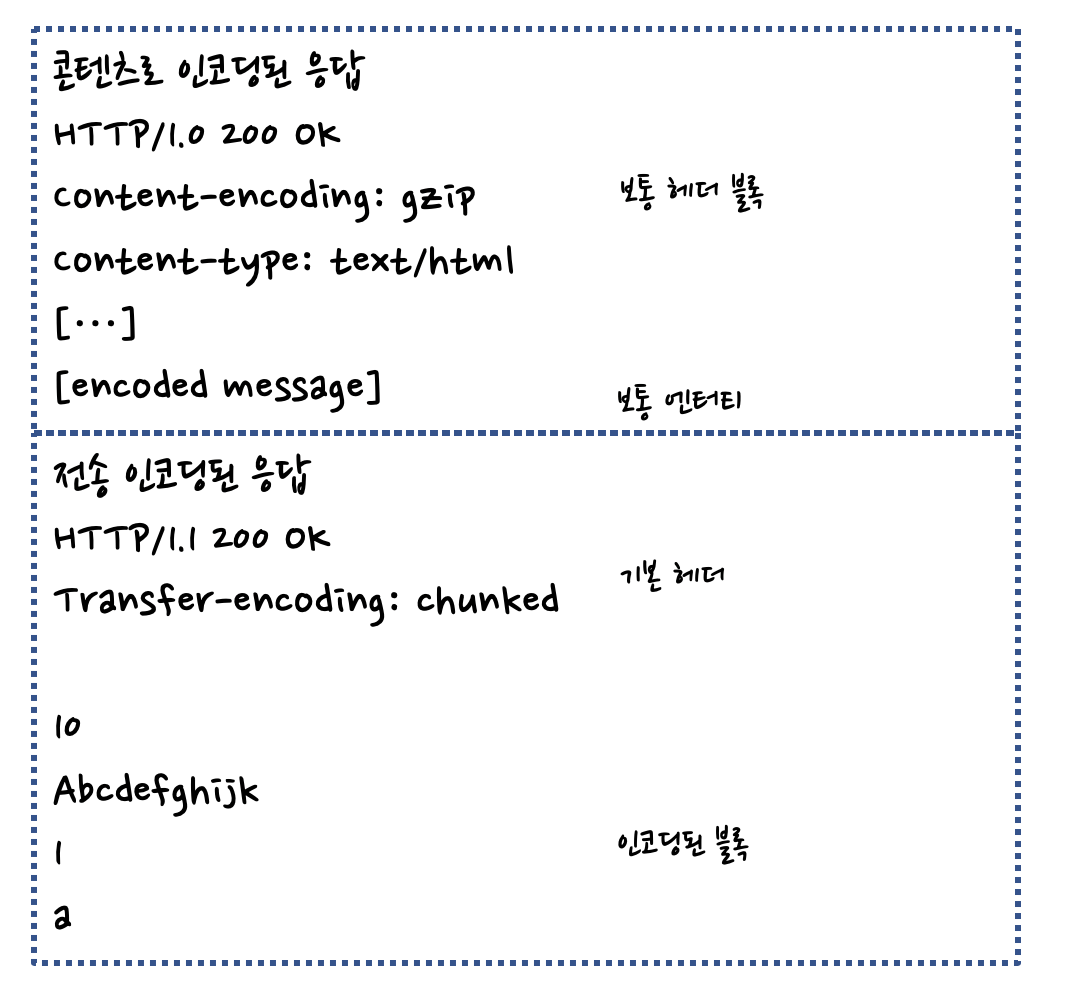 콘텐츠로 인코딩된 응답
HTTP/1.0 200 OK
content-encoding: gzip
보통 헤더 블록
content-type: text/html
[···]
[encoded message]
보통 엔터티
전송 인코딩된 응답
HTTP/1.1 200 OK
기본 헤더
Transfer-encoding: chunked
10
Abcdefghijk
1
인코딩된 블록
a